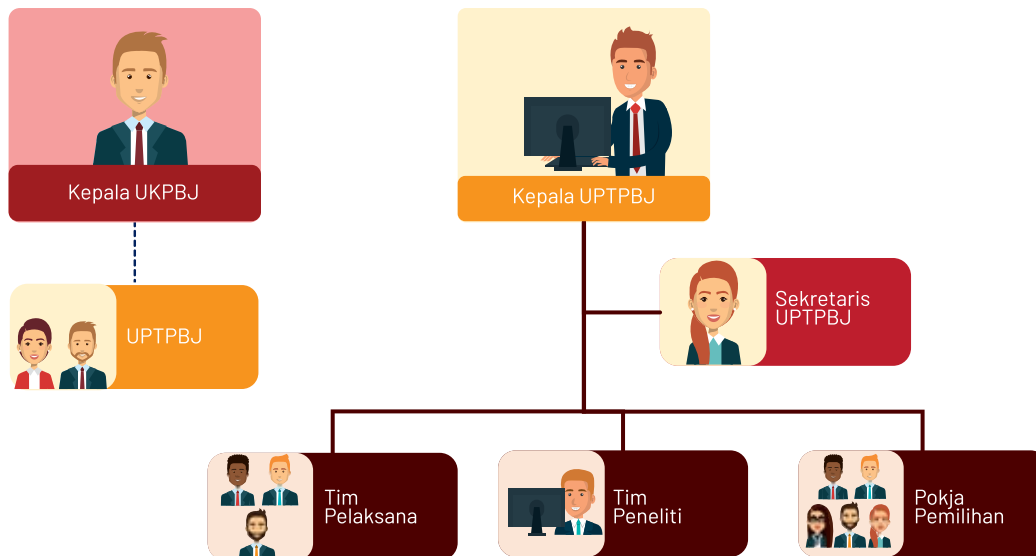 Kepala UKPBJ
Kepala UPTPBJ
UPTPBJ
Sekretaris
UPTPBJ
Tim
Pelaksana
Tim
Peneliti
Pokja
Pemilihan